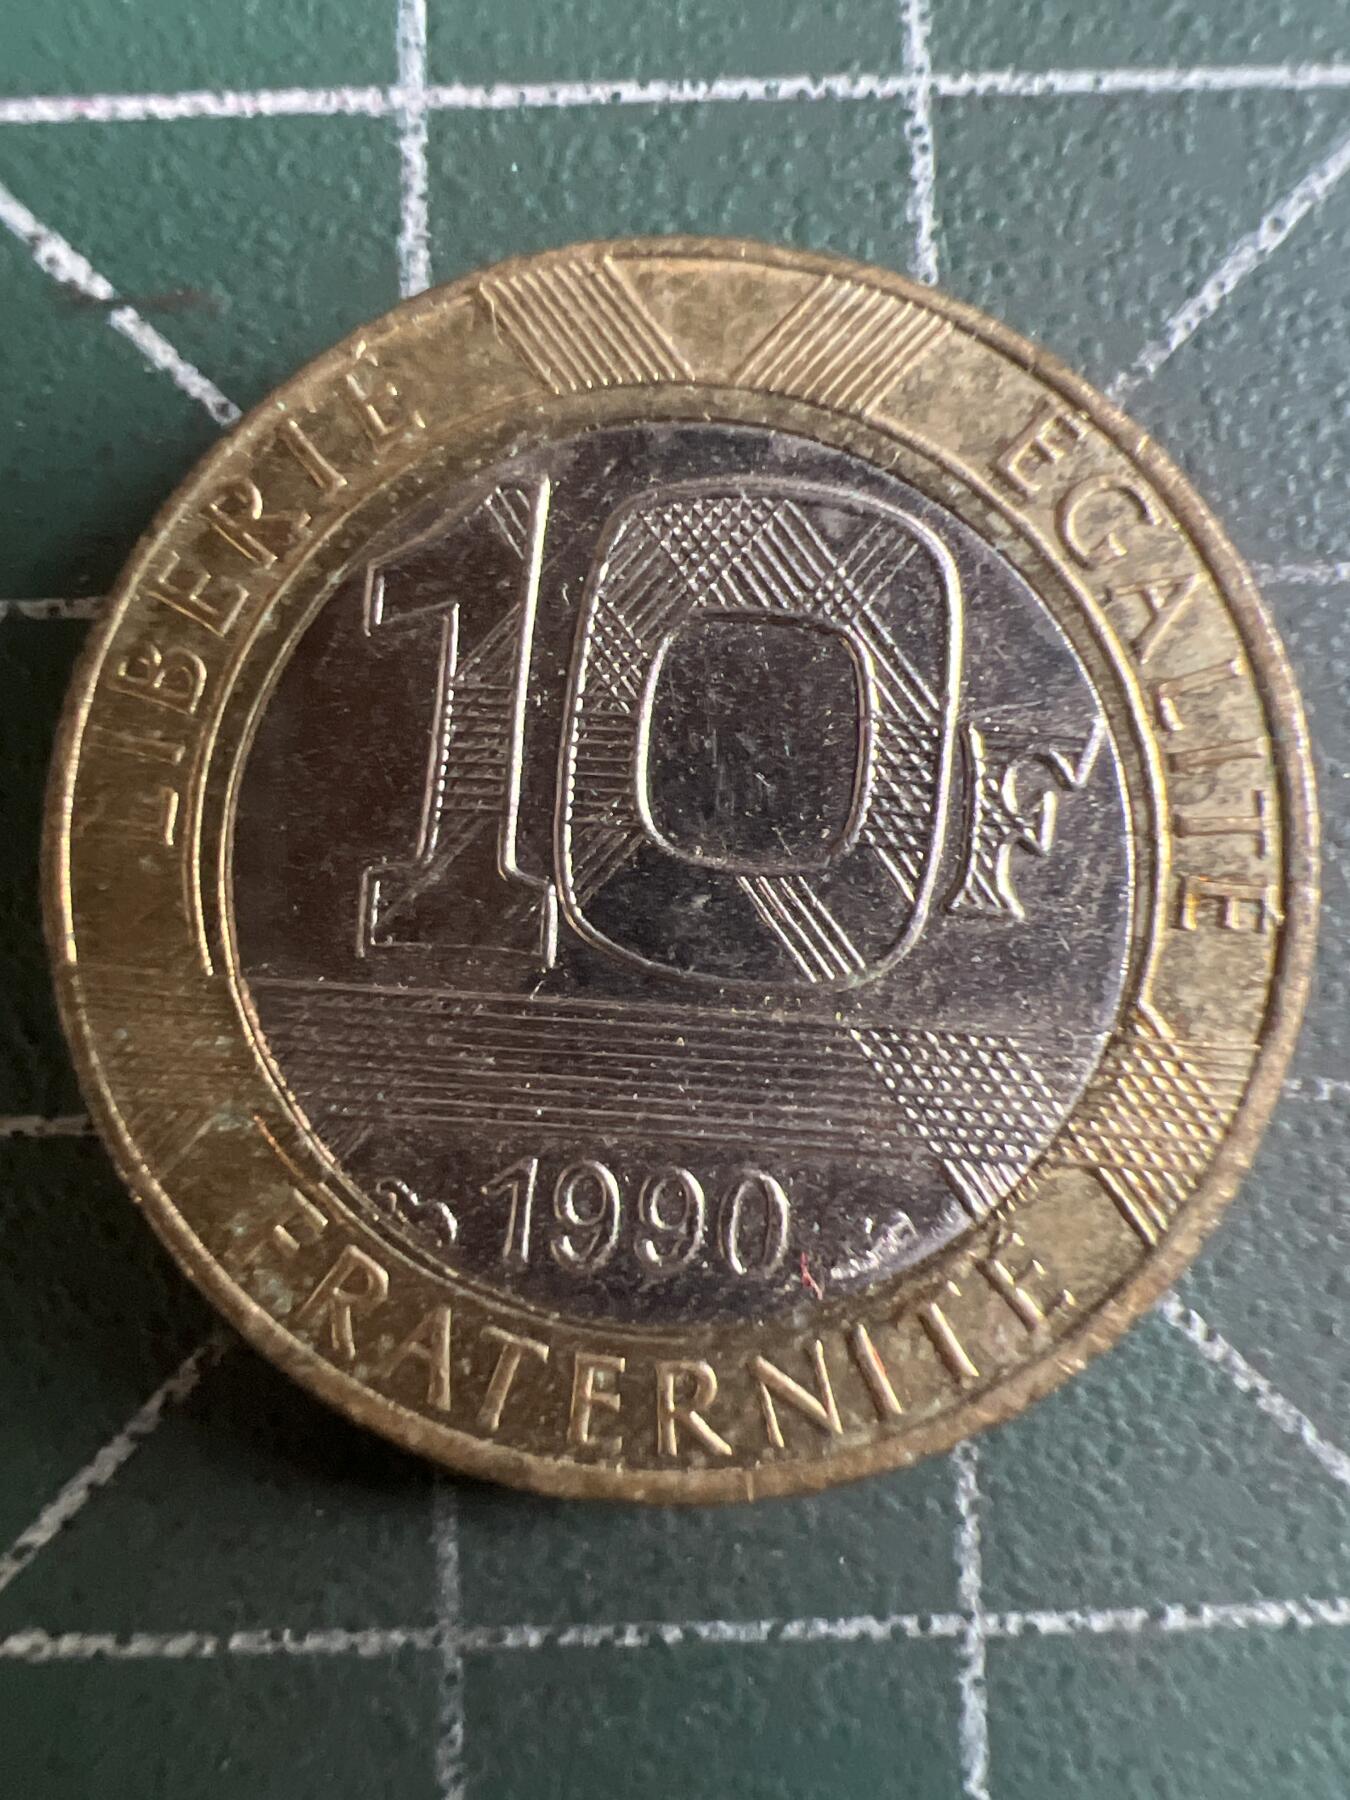 LIBERTE
EGALITE
10 F
1990
FRATERNITE